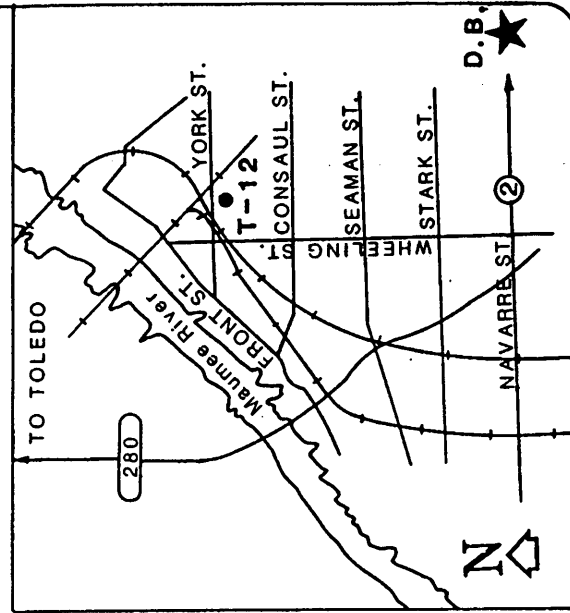 TO TOLEDO
280
Maumee River
FRONT ST.
YORK ST.
T-12
CONSAUL ST.
WHEELING ST.
SEAMAN ST.
STARK ST.
NAVARRE ST.
2
D.B.
N